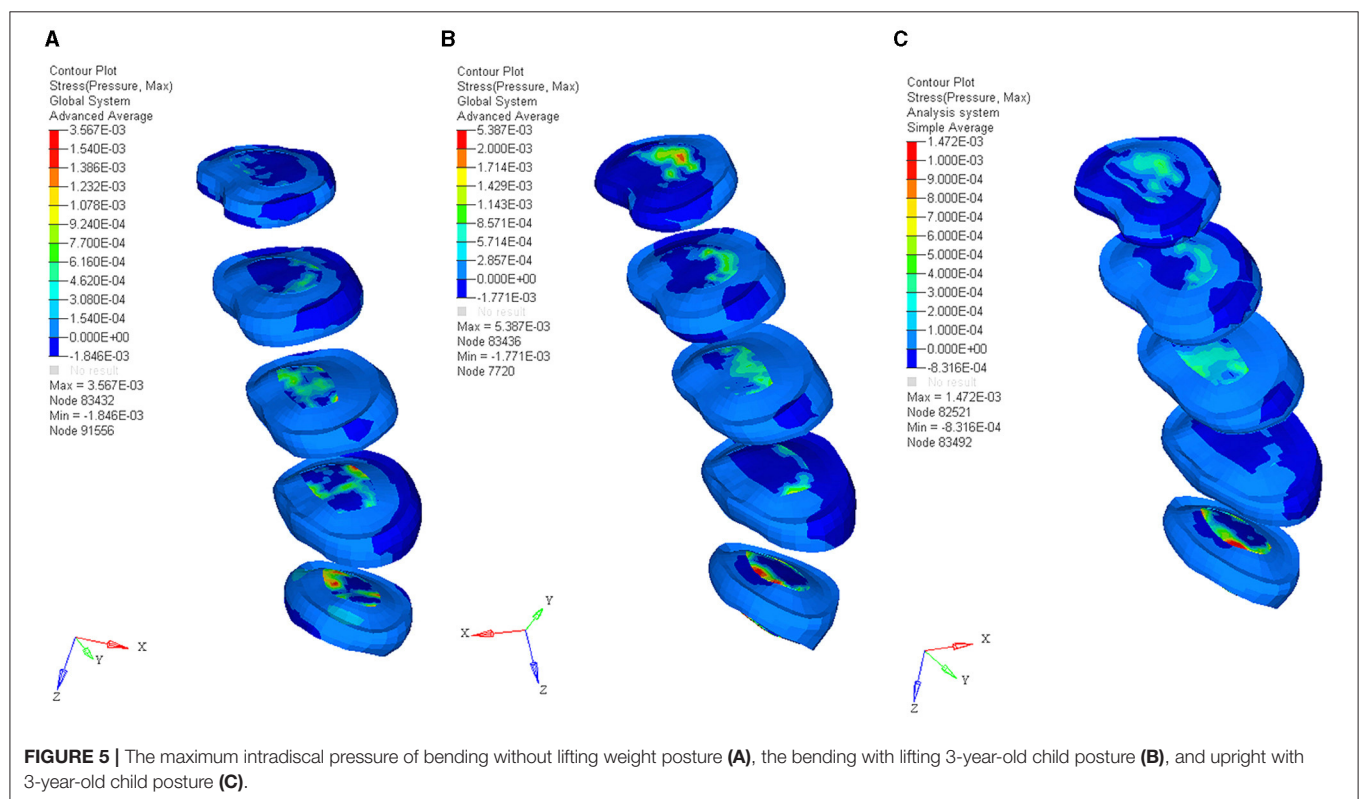 A
Contour Plot
Stress(Pressure, Max)
Global System
Advanced Average
3.567E-03
1.540E-03
1.386E-03
1.232E-03
1.078E-03
9.240E-04
7.700E-04
6.160E-04
4.620E-04
3.080E-04
1.540E-04
0.000E+00
-1.846E-03
No result
Max = 3.567E-03
Node 83432
Min = -1.846E-03
Node 91556
X
Y
Z
B
Contour Plot
Stress(Pressure, Max)
Global System
Advanced Average
5.387E-03
2.000E-03
1.714E-03
1.429E-03
1.143E-03
8.571E-04
5.714E-04
2.857E-04
0.000E+00
-1.771E-03
No result
Max = 5.387E-03
Node 83436
Min = -1.771E-03
Node 7720
Y
X
Z
C
Contour Plot
Stress(Pressure, Max)
Analysis system
Simple Average
1.472E-03
1.000E-03
9.000E-04
8.000E-04
7.000E-04
6.000E-04
5.000E-04
4.000E-04
3.000E-04
2.000E-04
1.000E-04
0.000E+00
-8.316E-04
No result
Max = 1.472E-03
Node 82521
Min = -8.316E-04
Node 83492
X
Y
Z
FIGURE 5 | The maximum intradiscal pressure of bending without lifting weight posture (A), the bending with lifting 3-year-old child posture (B), and upright with
3-year-old child posture (C).